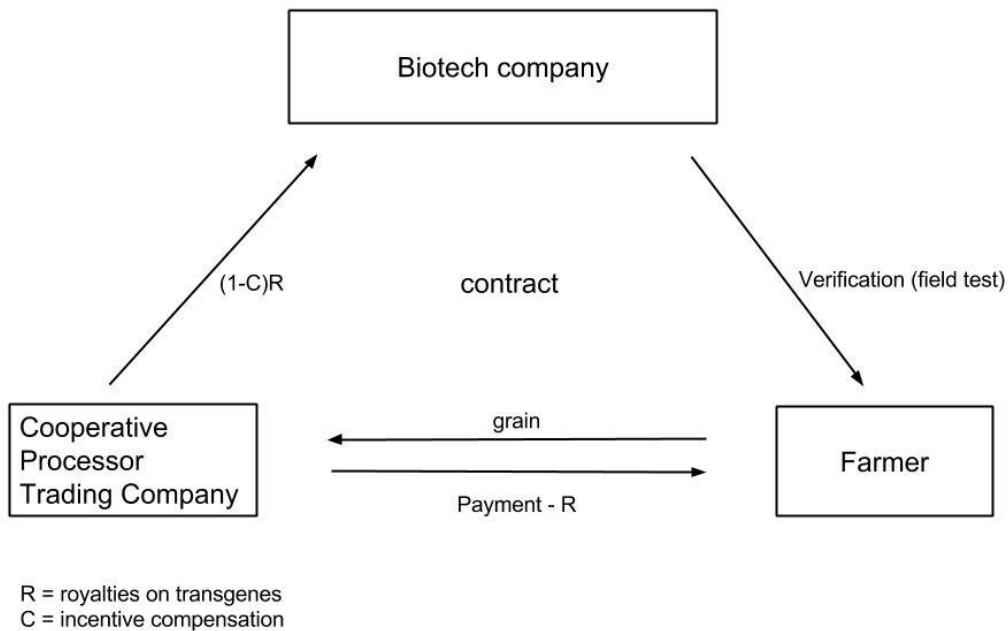 Biotech company
(1-C)R
contract
Verification (field test)
Cooperative
Processor
Trading Company
grain
Payment - R
Farmer
R = royalties on transgenes
C = incentive compensation